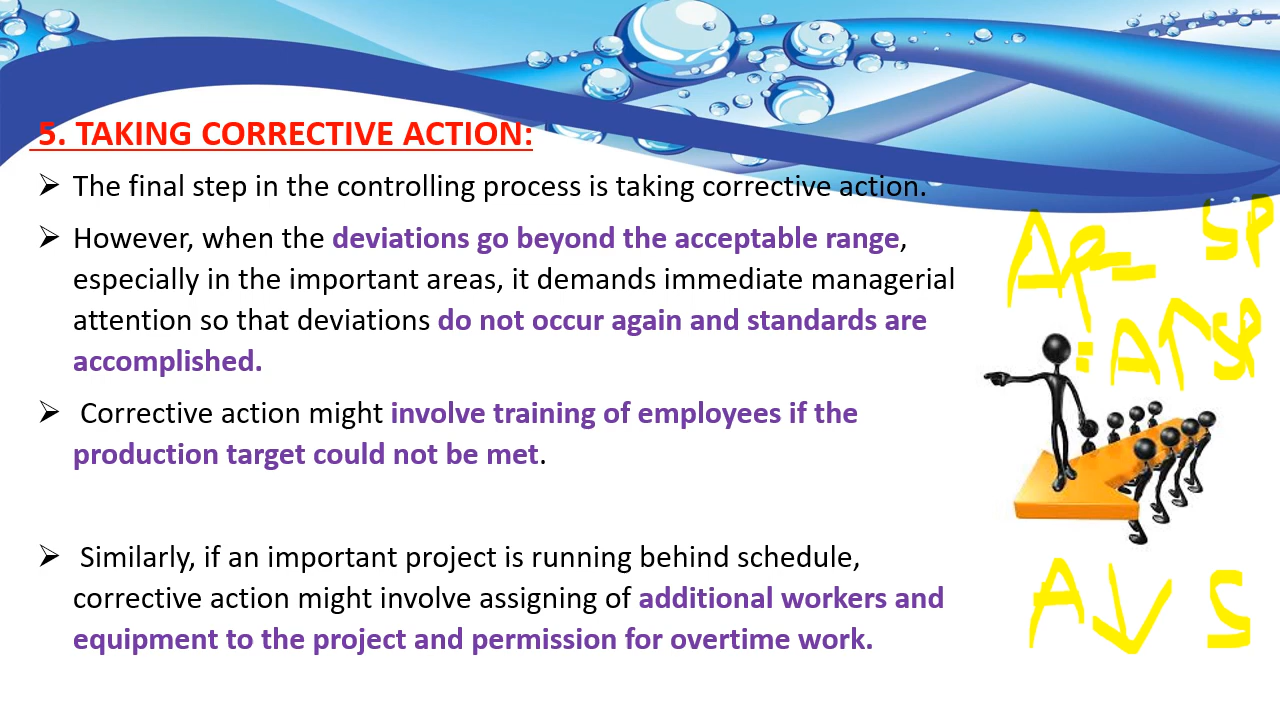 5. TAKING CORRECTIVE ACTION:
➢ The final step in the controlling process is taking corrective action.
➢ However, when the deviations go beyond the acceptable range,
especially in the important areas, it demands immediate managerial
attention so that deviations do not occur again and standards are
accomplished.
➢ Corrective action might involve training of employees if the
production target could not be met.
➢ Similarly, if an important project is running behind schedule,
corrective action might involve assigning of additional workers and
equipment to the project and permission for overtime work.
SP
AP
A↑ SP
A↓ S